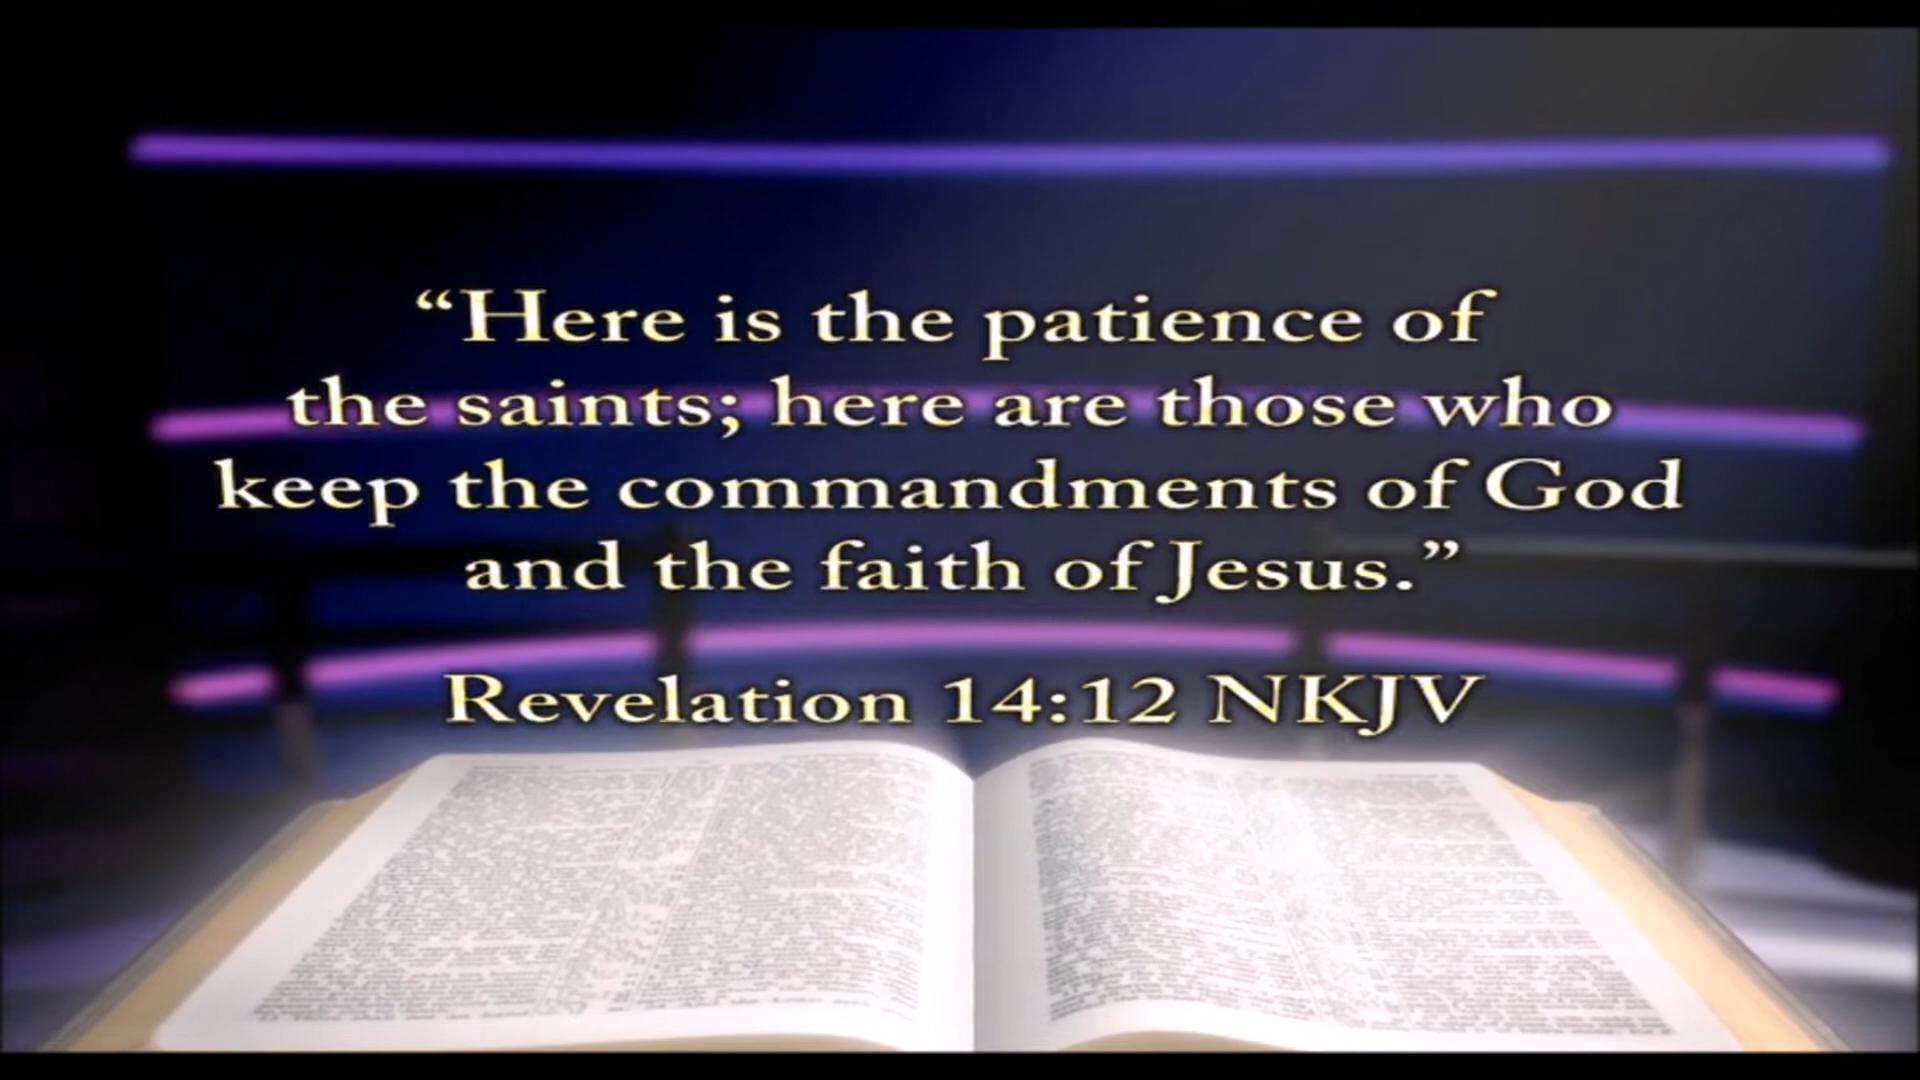 “Here is the patience of
the saints; here are those who
keep the commandments of God
and the faith of Jesus.”
Revelation 14:12 NKJV